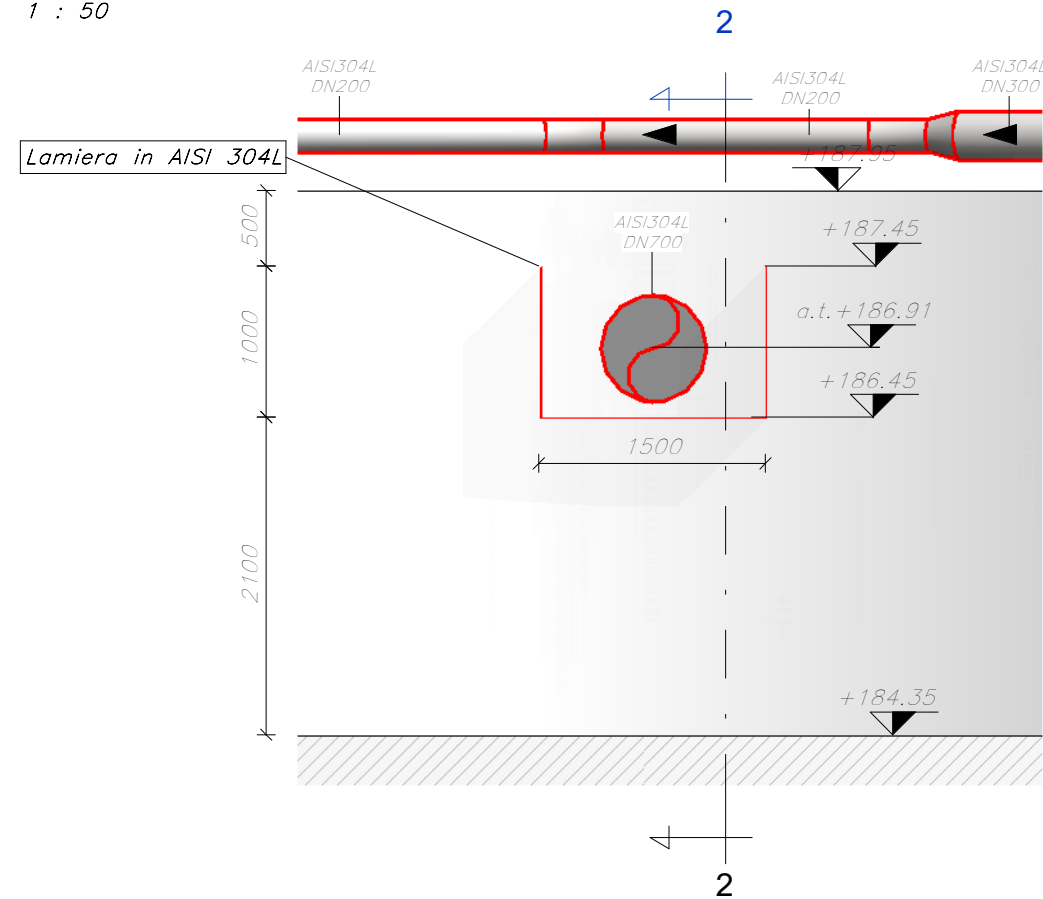 1 : 50
2
AISI304L
DN200
AISI304L
DN200
AISI304L
DN300
Lamiera in AISI 304L
+187.95
500
AISI304L
DN700
+187.45
1000
a.t.+186.91
+186.45
1500
2100
+184.35
2